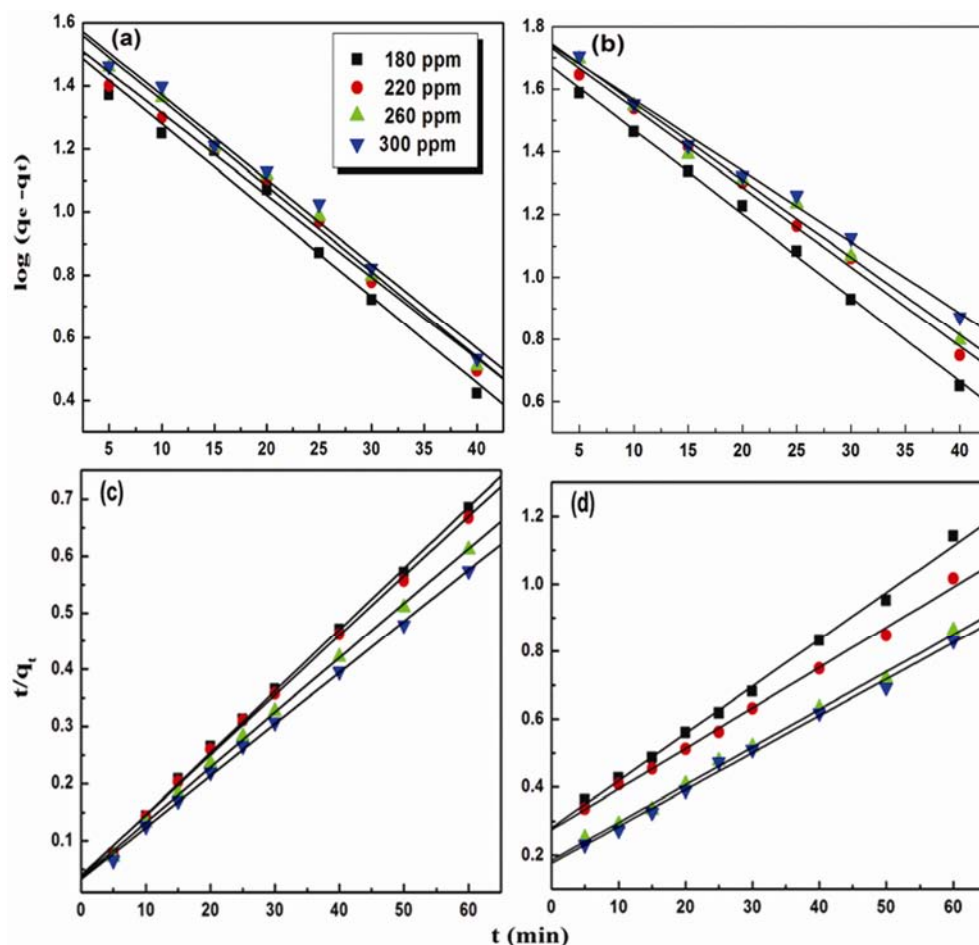 (a)
180 ppm
220 ppm
260 ppm
300 ppm
1.6
1.4
1.2
1.0
0.8
0.6
0.4
5 10 15 20 25 30 35 40
log (qe -qt)
(b)
1.8
1.6
1.4
1.2
1.0
0.8
0.6
5 10 15 20 25 30 35 40
(c)
0.7
0.6
0.5
0.4
0.3
0.2
0.1
0 10 20 30 40 50 60
t/qt
(d)
1.2
1.0
0.8
0.6
0.4
0.2
0 10 20 30 40 50 60
t (min)